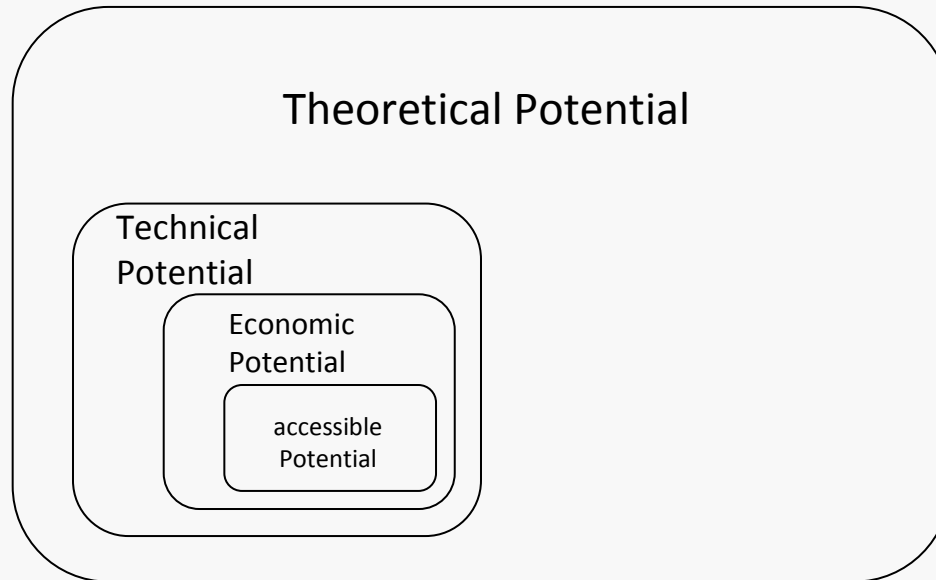 Theoretical Potential
Technical
Potential
Economic
Potential
accessible
Potential